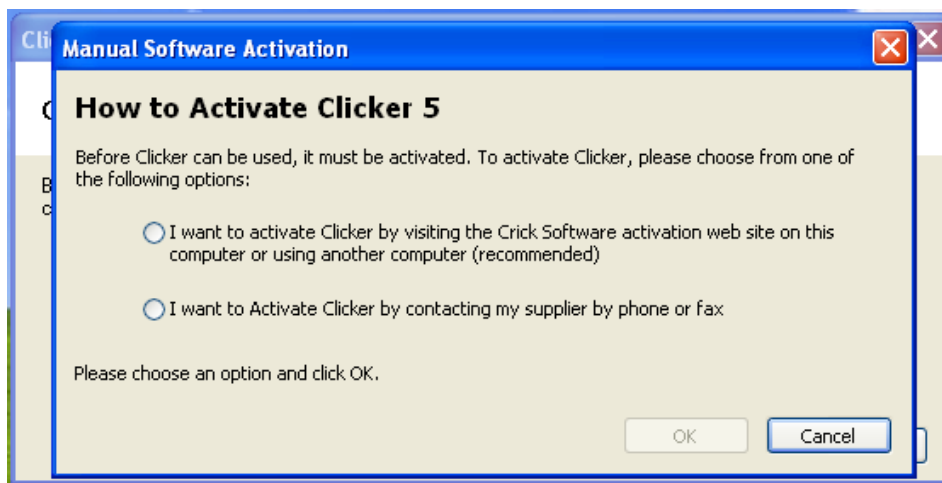 Cli
Manual Software Activation
How to Activate Clicker 5
Before Clicker can be used, it must be activated. To activate Clicker, please choose from one of
the following options:
I want to activate Clicker by visiting the Crick Software activation web site on this
computer or using another computer (recommended)
I want to Activate Clicker by contacting my supplier by phone or fax
Please choose an option and click OK.
OK
Cancel